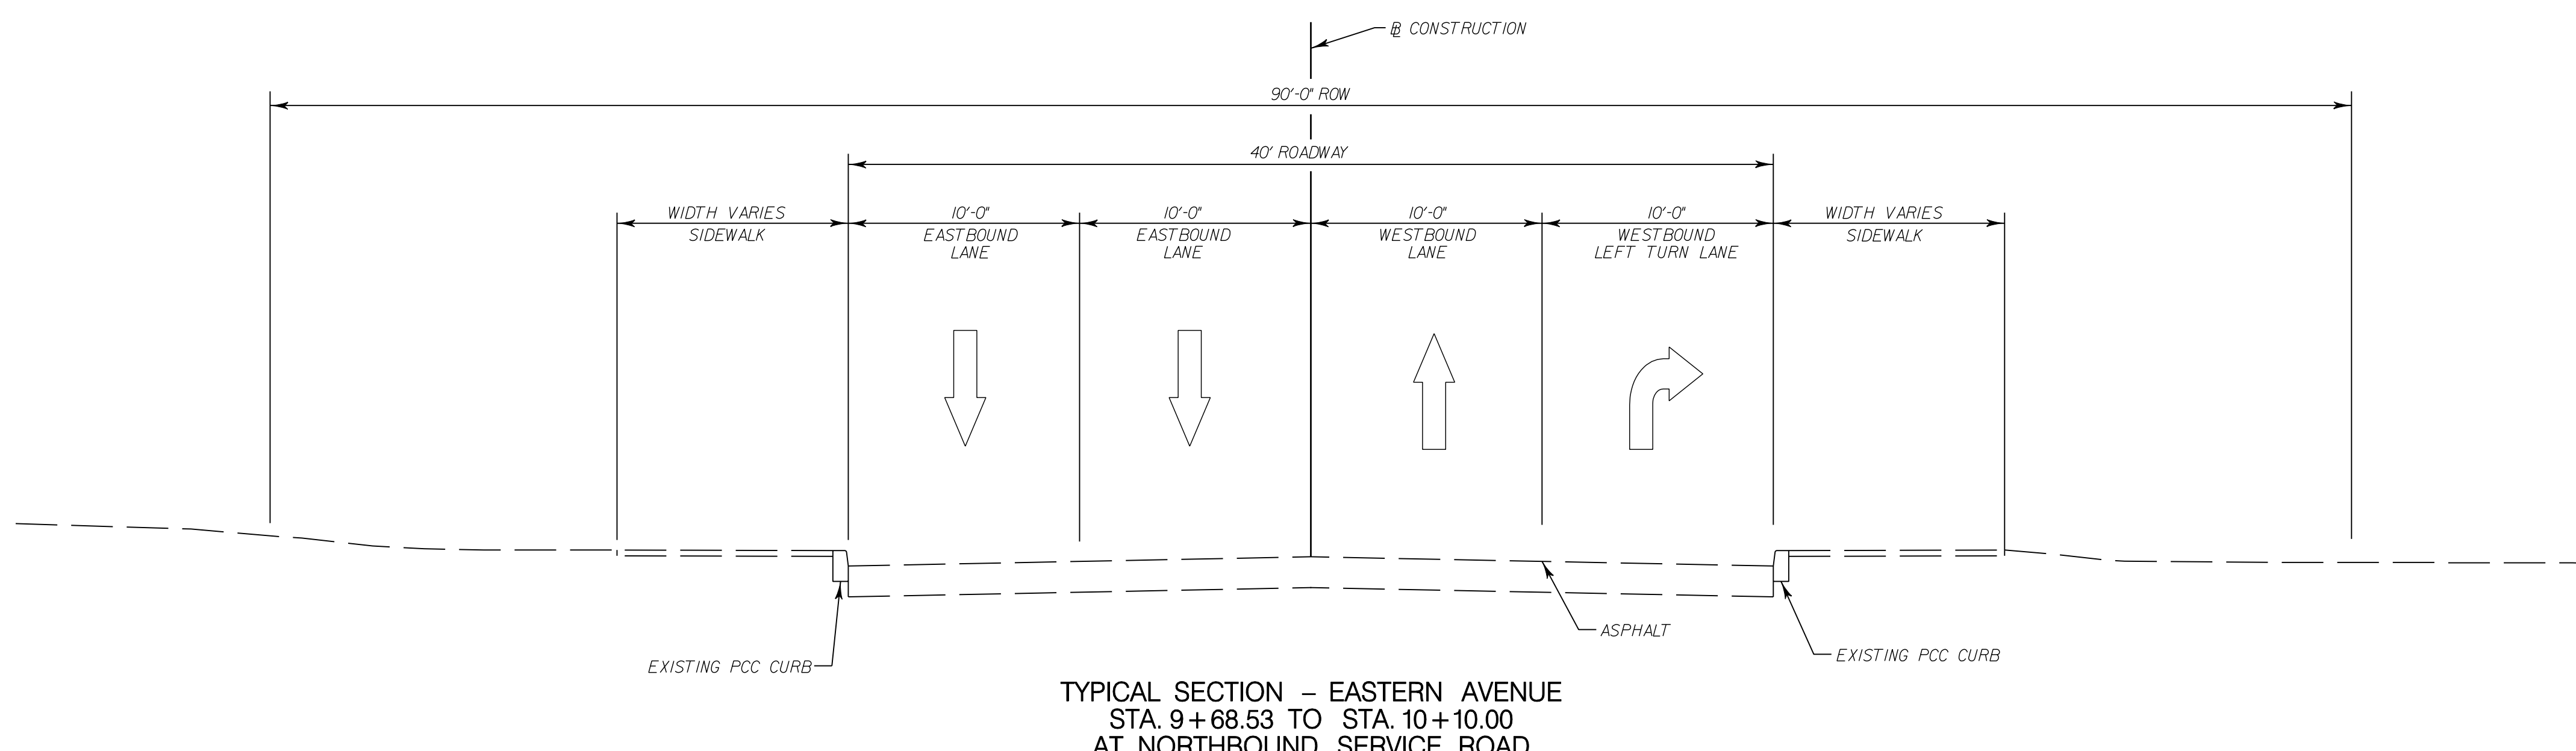 ℄ CONSTRUCTION
90'-0" ROW
40' ROADWAY
WIDTH VARIES
SIDEWALK
10'-0"
EASTBOUND
LANE
10'-0"
EASTBOUND
LANE
10'-0"
WESTBOUND
LANE
10'-0"
WESTBOUND
LEFT TURN LANE
WIDTH VARIES
SIDEWALK
ASPHALT
EXISTING PCC CURB
EXISTING PCC CURB
TYPICAL SECTION - EASTERN AVENUE
STA. 9+68.53 TO STA. 10+10.00
AT NORTHBOUND SERVICE ROAD